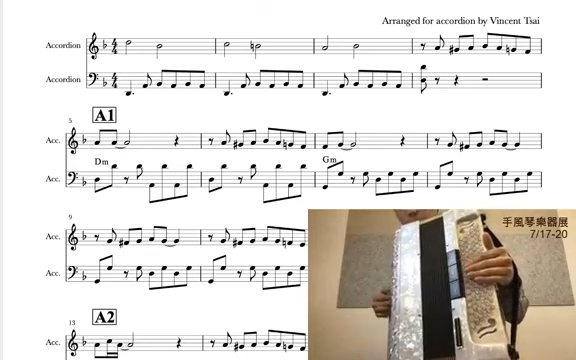 Arranged for accordion by Vincent Tsai
Accordion
Accordion
5
A1
Acc.
Dm
Gm
Acc.
手風琴樂器展
7/17-20
9
Acc.
Acc.
A2
13
Acc.